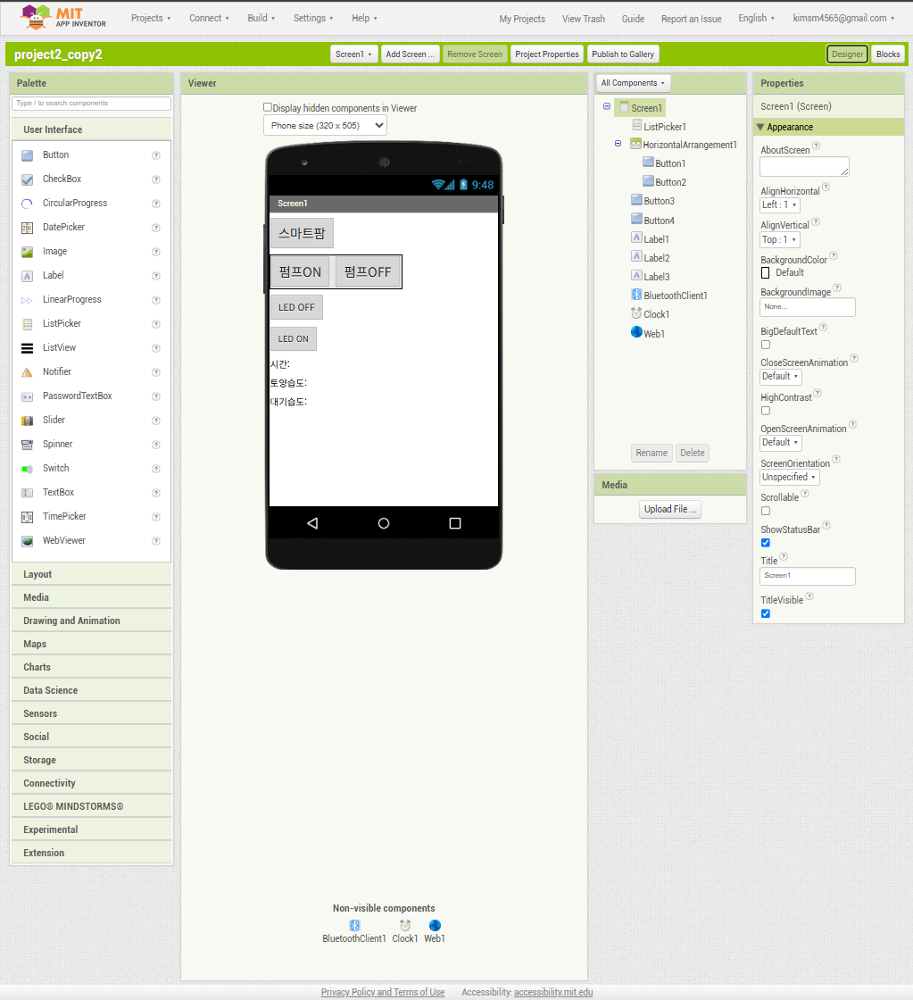 MIT
APP INVENTOR
Projects Connect Build Settings Help My Projects View Trash Guide Report an Issue English kimsm4565@gmail.com
project2_copy2 Screen1 Add Screen ... Remove Screen Project Properties Publish to Gallery Designer Blocks
Palette
Type / to search components
User Interface
Button
CheckBox
CircularProgress
DatePicker
Image
Label
LinearProgress
ListPicker
ListView
Notifier
PasswordTextBox
Slider
Spinner
Switch
TextBox
TimePicker
WebViewer
Layout
Media
Drawing and Animation
Maps
Charts
Data Science
Sensors
Social
Storage
Connectivity
LEGO® MINDSTORMS®
Experimental
Extension
Viewer
Display hidden components in Viewer
Phone size (320 x 505)
9:48
Screen1
스마트팜
펌프ON 펌프OFF
LED OFF
LED ON
시간:
토양습도:
대기습도:
Non-visible components
BluetoothClient1 Clock1 Web1
All Components
Screen1
ListPicker1
HorizontalArrangement1
Button1
Button2
Button3
Button4
Label1
Label2
Label3
BluetoothClient1
Clock1
Web1
Rename Delete
Media
Upload File ...
Properties
Screen1 (Screen)
Appearance
AboutScreen
AlignHorizontal
Left : 1
AlignVertical
Top : 1
BackgroundColor
Default
BackgroundImage
None...
BigDefaultText
CloseScreenAnimation
Default
HighContrast
OpenScreenAnimation
Default
ScreenOrientation
Unspecified
Scrollable
ShowStatusBar
Title
Screen1
TitleVisible
Privacy Policy and Terms of Use Accessibility: accessibility.mit.edu